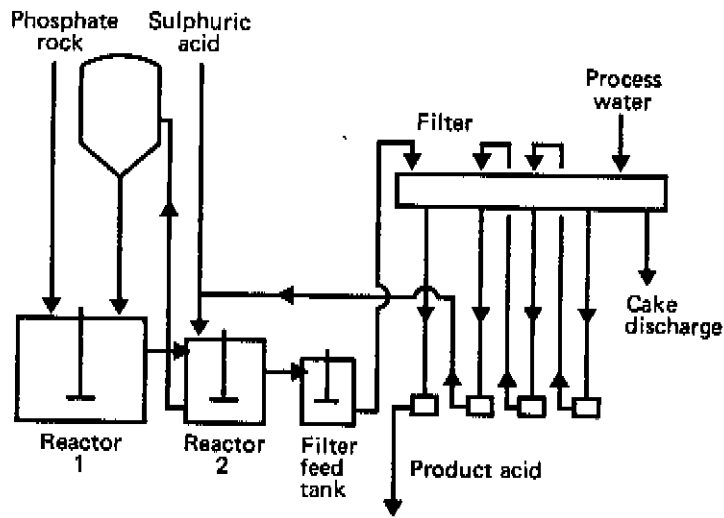 Phosphate
rock
Sulphuric
acid
Process
water
Filter
Cake
discharge
Reactor
1
Reactor
2
Filter
feed
tank
Product acid